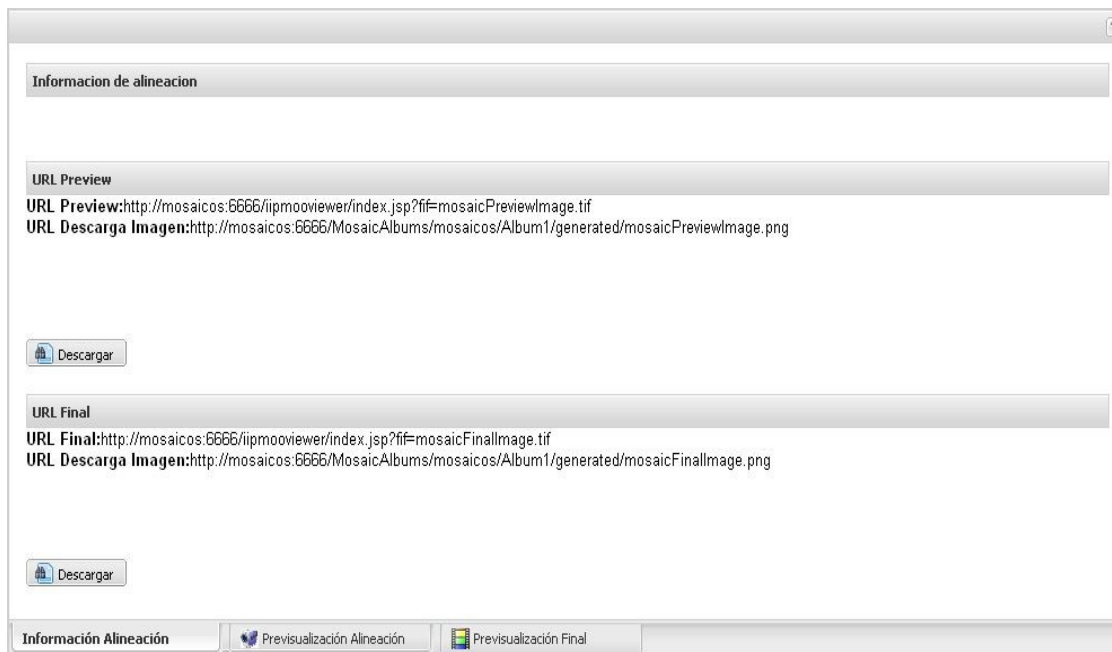 Informacion de alineacion
URL Preview
URL Preview:http://mosaicos:6666/iipmooviewer/index.jsp?fif=mosaicPreviewImage.tif
URL Descarga Imagen:http://mosaicos:6666/MosaicAlbums/mosaicos/Album1/generated/mosaicPreviewImage.png
Descargar
URL Final
URL Final:http://mosaicos:6666/iipmooviewer/index.jsp?fif=mosaicFinalImage.tif
URL Descarga Imagen:http://mosaicos:6666/MosaicAlbums/mosaicos/Album1/generated/mosaicFinalImage.png
Descargar
Información Alineación Previsualización Alineación Previsualización Final